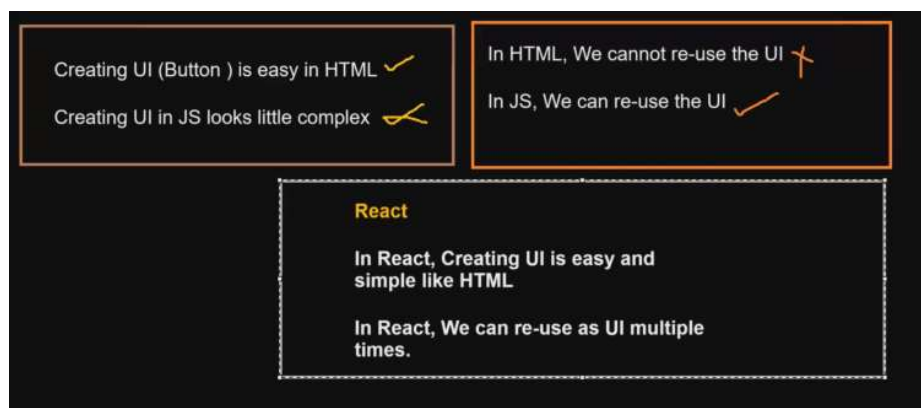 Creating UI (Button ) is easy in HTML
Creating UI in JS looks little complex
In HTML, We cannot re-use the UI
In JS, We can re-use the UI
React
In React, Creating UI is easy and
simple like HTML
In React, We can re-use as UI multiple
times.